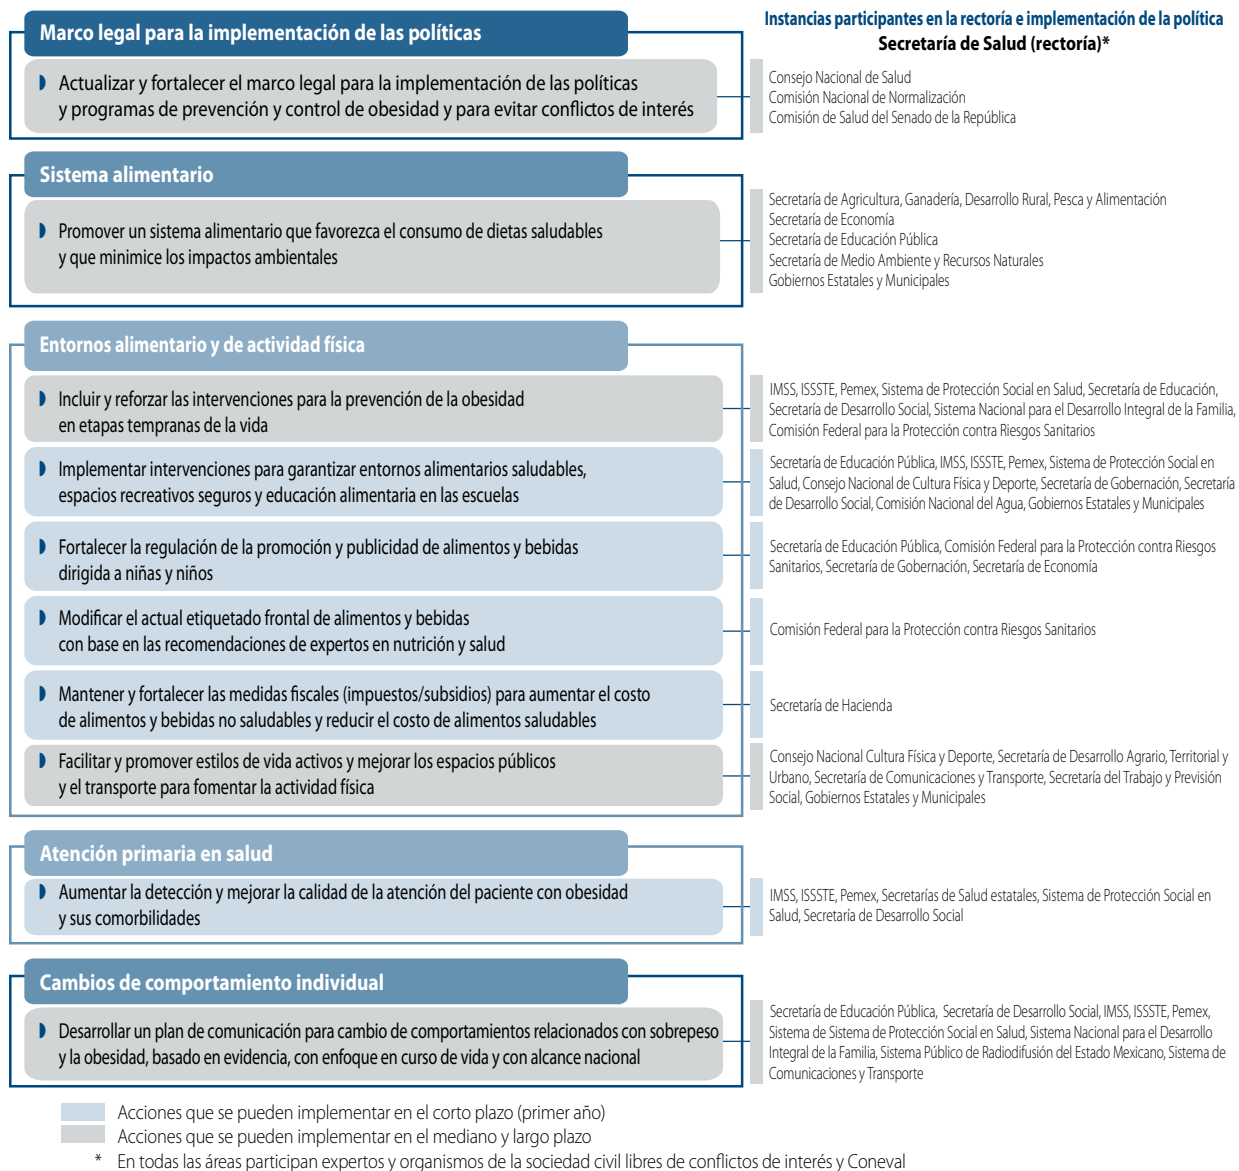 Instancias participantes en la rectoría e implementación de la política
Secretaría de Salud (rectoría)*
Marco legal para la implementación de las políticas
Actualizar y fortalecer el marco legal para la implementación de las políticas
y programas de prevención y control de obesidad y para evitar conflictos de interés
Consejo Nacional de Salud
Comisión Nacional de Normalización
Comisión de Salud del Senado de la República
Sistema alimentario
Promover un sistema alimentario que favorezca el consumo de dietas saludables
y que minimice los impactos ambientales
Secretaría de Agricultura, Ganadería, Desarrollo Rural, Pesca y Alimentación
Secretaría de Economía
Secretaría de Educación Pública
Secretaría de Medio Ambiente y Recursos Naturales
Gobiernos Estatales y Municipales
Entornos alimentario y de actividad física
Incluir y reforzar las intervenciones para la prevención de la obesidad
en etapas tempranas de la vida
IMSS, ISSSTE, Pemex, Sistema de Protección Social en Salud, Secretaría de Educación,
Secretaría de Desarrollo Social, Sistema Nacional para el Desarrollo Integral de la Familia,
Comisión Federal para la Protección contra Riesgos Sanitarios
Implementar intervenciones para garantizar entornos alimentarios saludables,
espacios recreativos seguros y educación alimentaria en las escuelas
Secretaría de Educación Pública, IMSS, ISSSTE, Pemex, Sistema de Protección Social en
Salud, Consejo Nacional de Cultura Física y Deporte, Secretaría de Gobernación, Secretaría
de Desarrollo Social, Comisión Nacional del Agua, Gobiernos Estatales y Municipales
Fortalecer la regulación de la promoción y publicidad de alimentos y bebidas
dirigida a niñas y niños
Secretaría de Educación Pública, Comisión Federal para la Protección contra Riesgos
Sanitarios, Secretaría de Gobernación, Secretaría de Economía
Modificar el actual etiquetado frontal de alimentos y bebidas
con base en las recomendaciones de expertos en nutrición y salud
Comisión Federal para la Protección contra Riesgos Sanitarios
Mantener y fortalecer las medidas fiscales (impuestos/subsidios) para aumentar el costo
de alimentos y bebidas no saludables y reducir el costo de alimentos saludables
Secretaría de Hacienda
Facilitar y promover estilos de vida activos y mejorar los espacios públicos
y el transporte para fomentar la actividad física
Consejo Nacional Cultura Física y Deporte, Secretaría de Desarrollo Agrario, Territorial y
Urbano, Secretaría de Comunicaciones y Transporte, Secretaría del Trabajo y Previsión
Social, Gobiernos Estatales y Municipales
Atención primaria en salud
Aumentar la detección y mejorar la calidad de la atención del paciente con obesidad
y sus comorbilidades
IMSS, ISSSTE, Pemex, Secretarías de Salud estatales, Sistema de Protección Social en
Salud, Secretaría de Desarrollo Social
Cambios de comportamiento individual
Desarrollar un plan de comunicación para cambio de comportamientos relacionados con sobrepeso
y la obesidad, basado en evidencia, con enfoque en curso de vida y con alcance nacional
Secretaría de Educación Pública, Secretaría de Desarrollo Social, IMSS, ISSSTE, Pemex,
Sistema de Sistema de Protección Social en Salud, Sistema Nacional para el Desarrollo
Integral de la Familia, Sistema Público de Radiodifusión del Estado Mexicano, Sistema de
Comunicaciones y Transporte
Acciones que se pueden implementar en el corto plazo (primer año)
Acciones que se pueden implementar en el mediano y largo plazo
* En todas las áreas participan expertos y organismos de la sociedad civil libres de conflictos de interés y Coneval